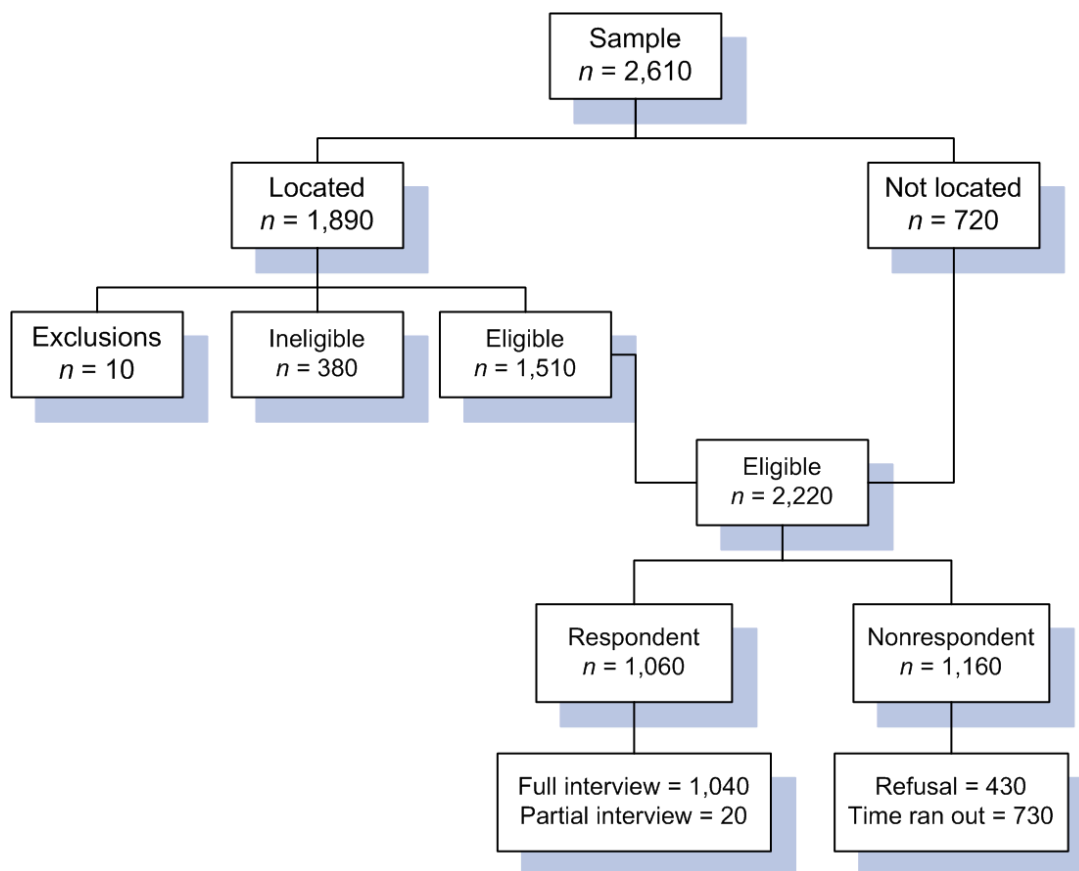 Sample
n = 2,610
Located
n = 1,890
Not located
n = 720
Exclusions
n = 10
Ineligible
n = 380
Eligible
n = 1,510
Eligible
n = 2,220
Respondent
n = 1,060
Nonrespondent
n = 1,160
Full interview = 1,040
Partial interview = 20
Refusal = 430
Time ran out = 730